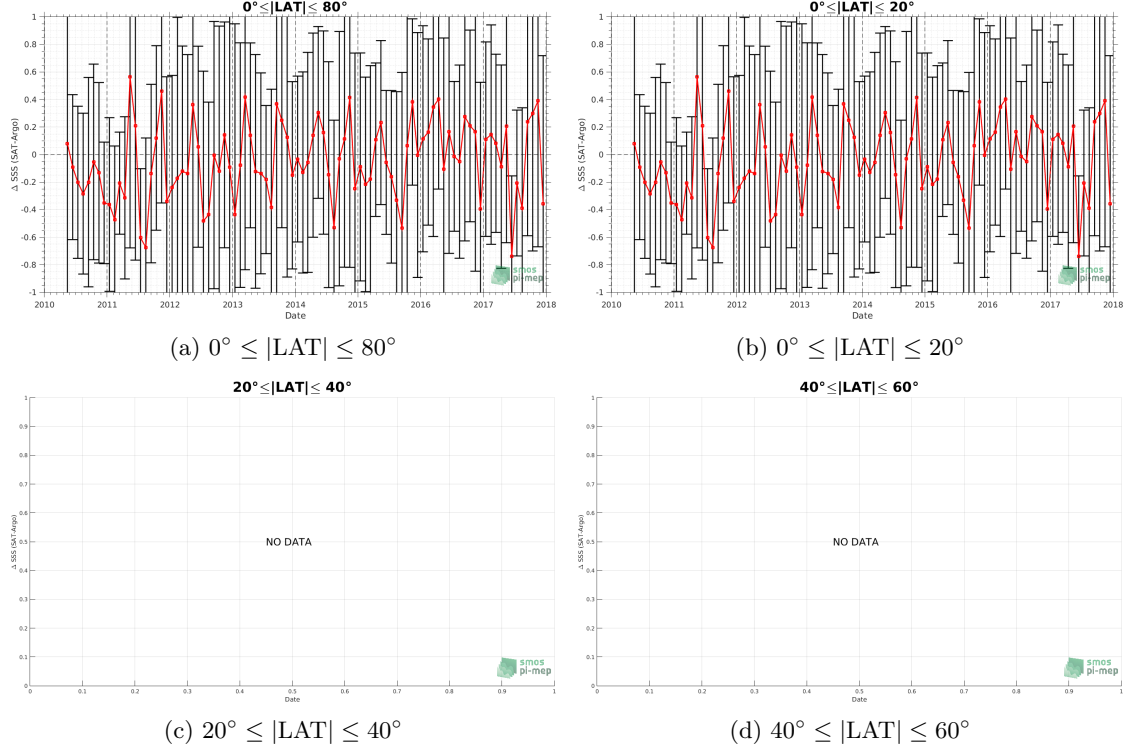 0°≤|LAT|≤ 80°
Δ SSS (SAT-Argo)
1
0.8
0.6
0.4
0.2
0
-0.2
-0.4
-0.6
-0.8
-1
2010 2011 2012 2013 2014 2015 2016 2017 2018
Date
smos
pi-mep
(a) 0° ≤ |LAT| ≤ 80°
0°≤|LAT|≤ 20°
Δ SSS (SAT-Argo)
1
0.8
0.6
0.4
0.2
0
-0.2
-0.4
-0.6
-0.8
-1
2010 2011 2012 2013 2014 2015 2016 2017 2018
Date
smos
pi-mep
(b) 0° ≤ |LAT| ≤ 20°
20°≤|LAT|≤ 40°
Δ SSS (SAT-Argo)
1
0.9
0.8
0.7
0.6
0.5
0.4
0.3
0.2
0.1
0
NO DATA
0 0.1 0.2 0.3 0.4 0.5 0.6 0.7 0.8 0.9 1
Date
smos
pi-mep
(c) 20° ≤ |LAT| ≤ 40°
40°≤|LAT|≤ 60°
Δ SSS (SAT-Argo)
1
0.9
0.8
0.7
0.6
0.5
0.4
0.3
0.2
0.1
0
NO DATA
0 0.1 0.2 0.3 0.4 0.5 0.6 0.7 0.8 0.9 1
Date
smos
pi-mep
(d) 40° ≤ |LAT| ≤ 60°